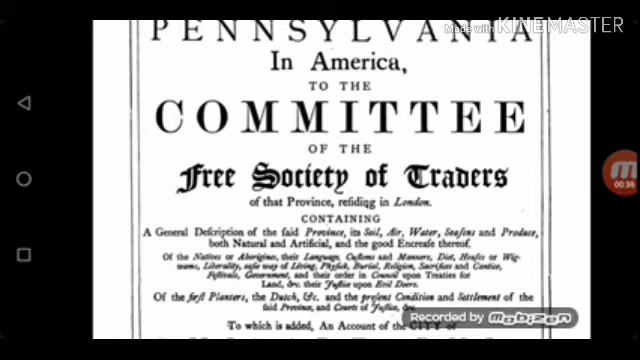 PENNSYLVANIA
Made with KINEMASTER
In America,
TO THE
COMMITTEE
OF THE
Free Society of Traders
of that Province, reſiding in London.
CONTAINING
A General Deſcription of the ſaid Province, its Soil, Air, Water, Seaſons and Produce,
both Natural and Artificial, and the good Encreaſe thereof.
Of the Natives or Aborigines, their Language, Cuſtoms and Manners, Diet, Houſes or Wig-
wams, Liberality, eaſie way of Living, Phyſick, Burial, Religion, Sacrifices and Cantico,
Feſtivals, Government, and their order in Council upon Treaties for
Land, &c. their Juſtice upon Evil Doers.
Of the firſt Planters, the Dutch, &c. and the preſent Condition and Settlement of the
ſaid Province, and Courts of Juſtice, &c.
To which is added, An Account of the CITY of
00:36
Recorded by Mobizen